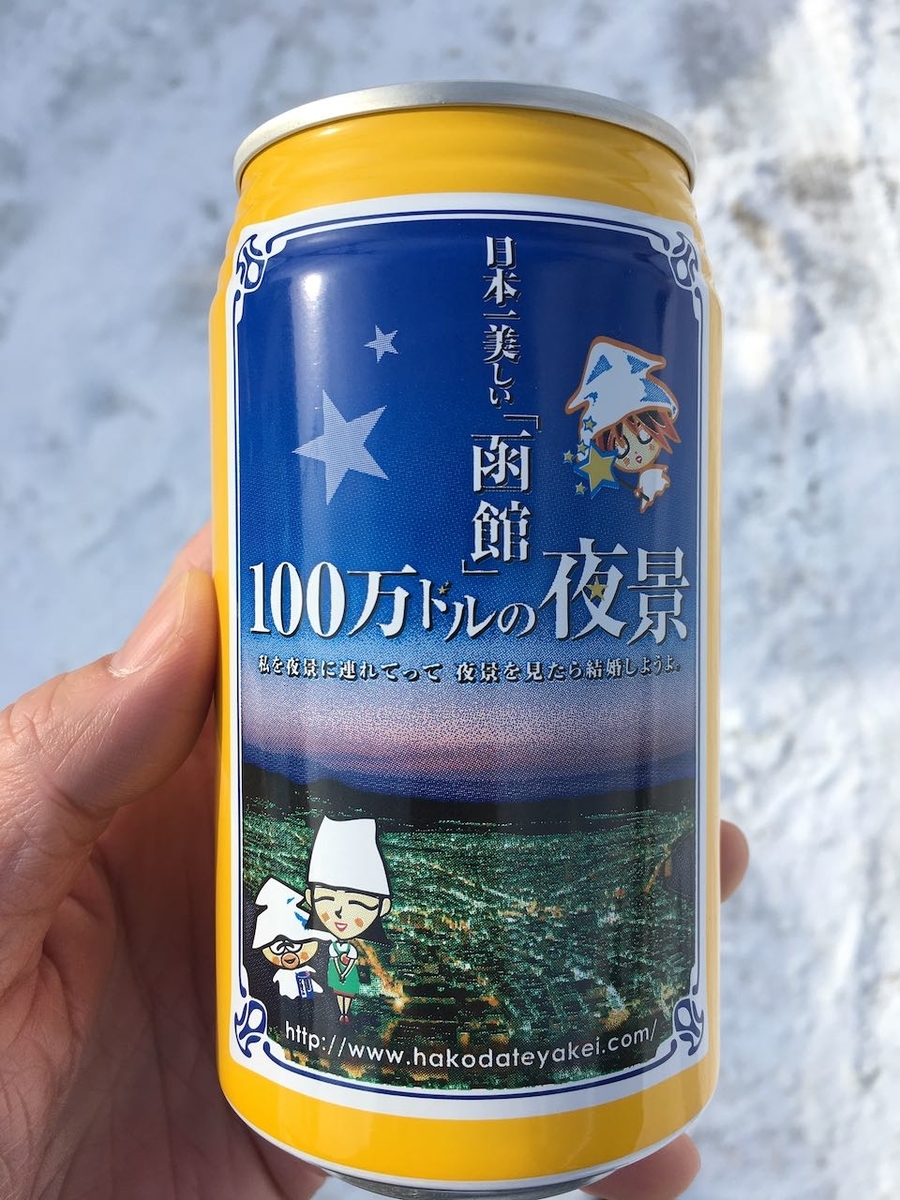 日本一美しい
「函館」
100万ドルの夜景
私を夜景に連れてって 夜景を見たら結婚しようよ。
http://www.hakodateyakei.com/